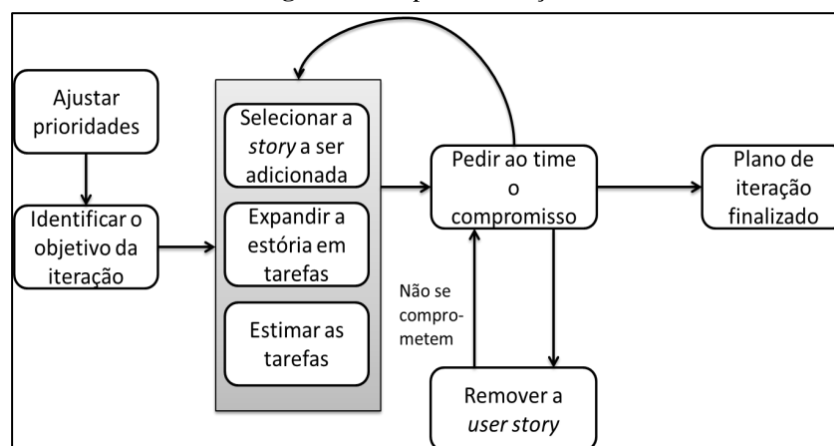 Ajustar
prioridades
Identificar o
objetivo da
iteração
Selecionar a
story a ser
adicionada
Expandir a
estória em
tarefas
Estimar as
tarefas
Pedir ao time
o
compromisso
Plano de
iteração
finalizado
Não se
compro-
metem
Remover a
user story